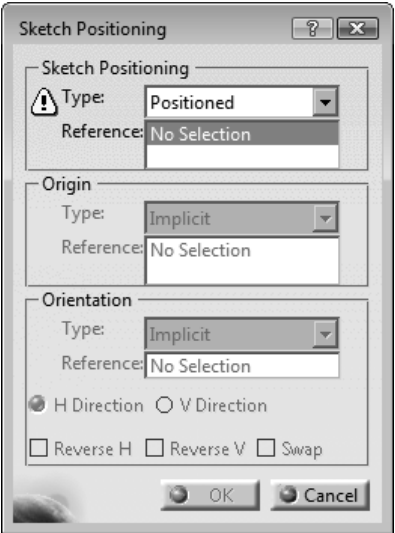 Sketch Positioning
Sketch Positioning
Type: Positioned
Reference: No Selection
Origin
Type: Implicit
Reference: No Selection
Orientation
Type: Implicit
Reference: No Selection
H Direction V Direction
Reverse H Reverse V Swap
OK Cancel